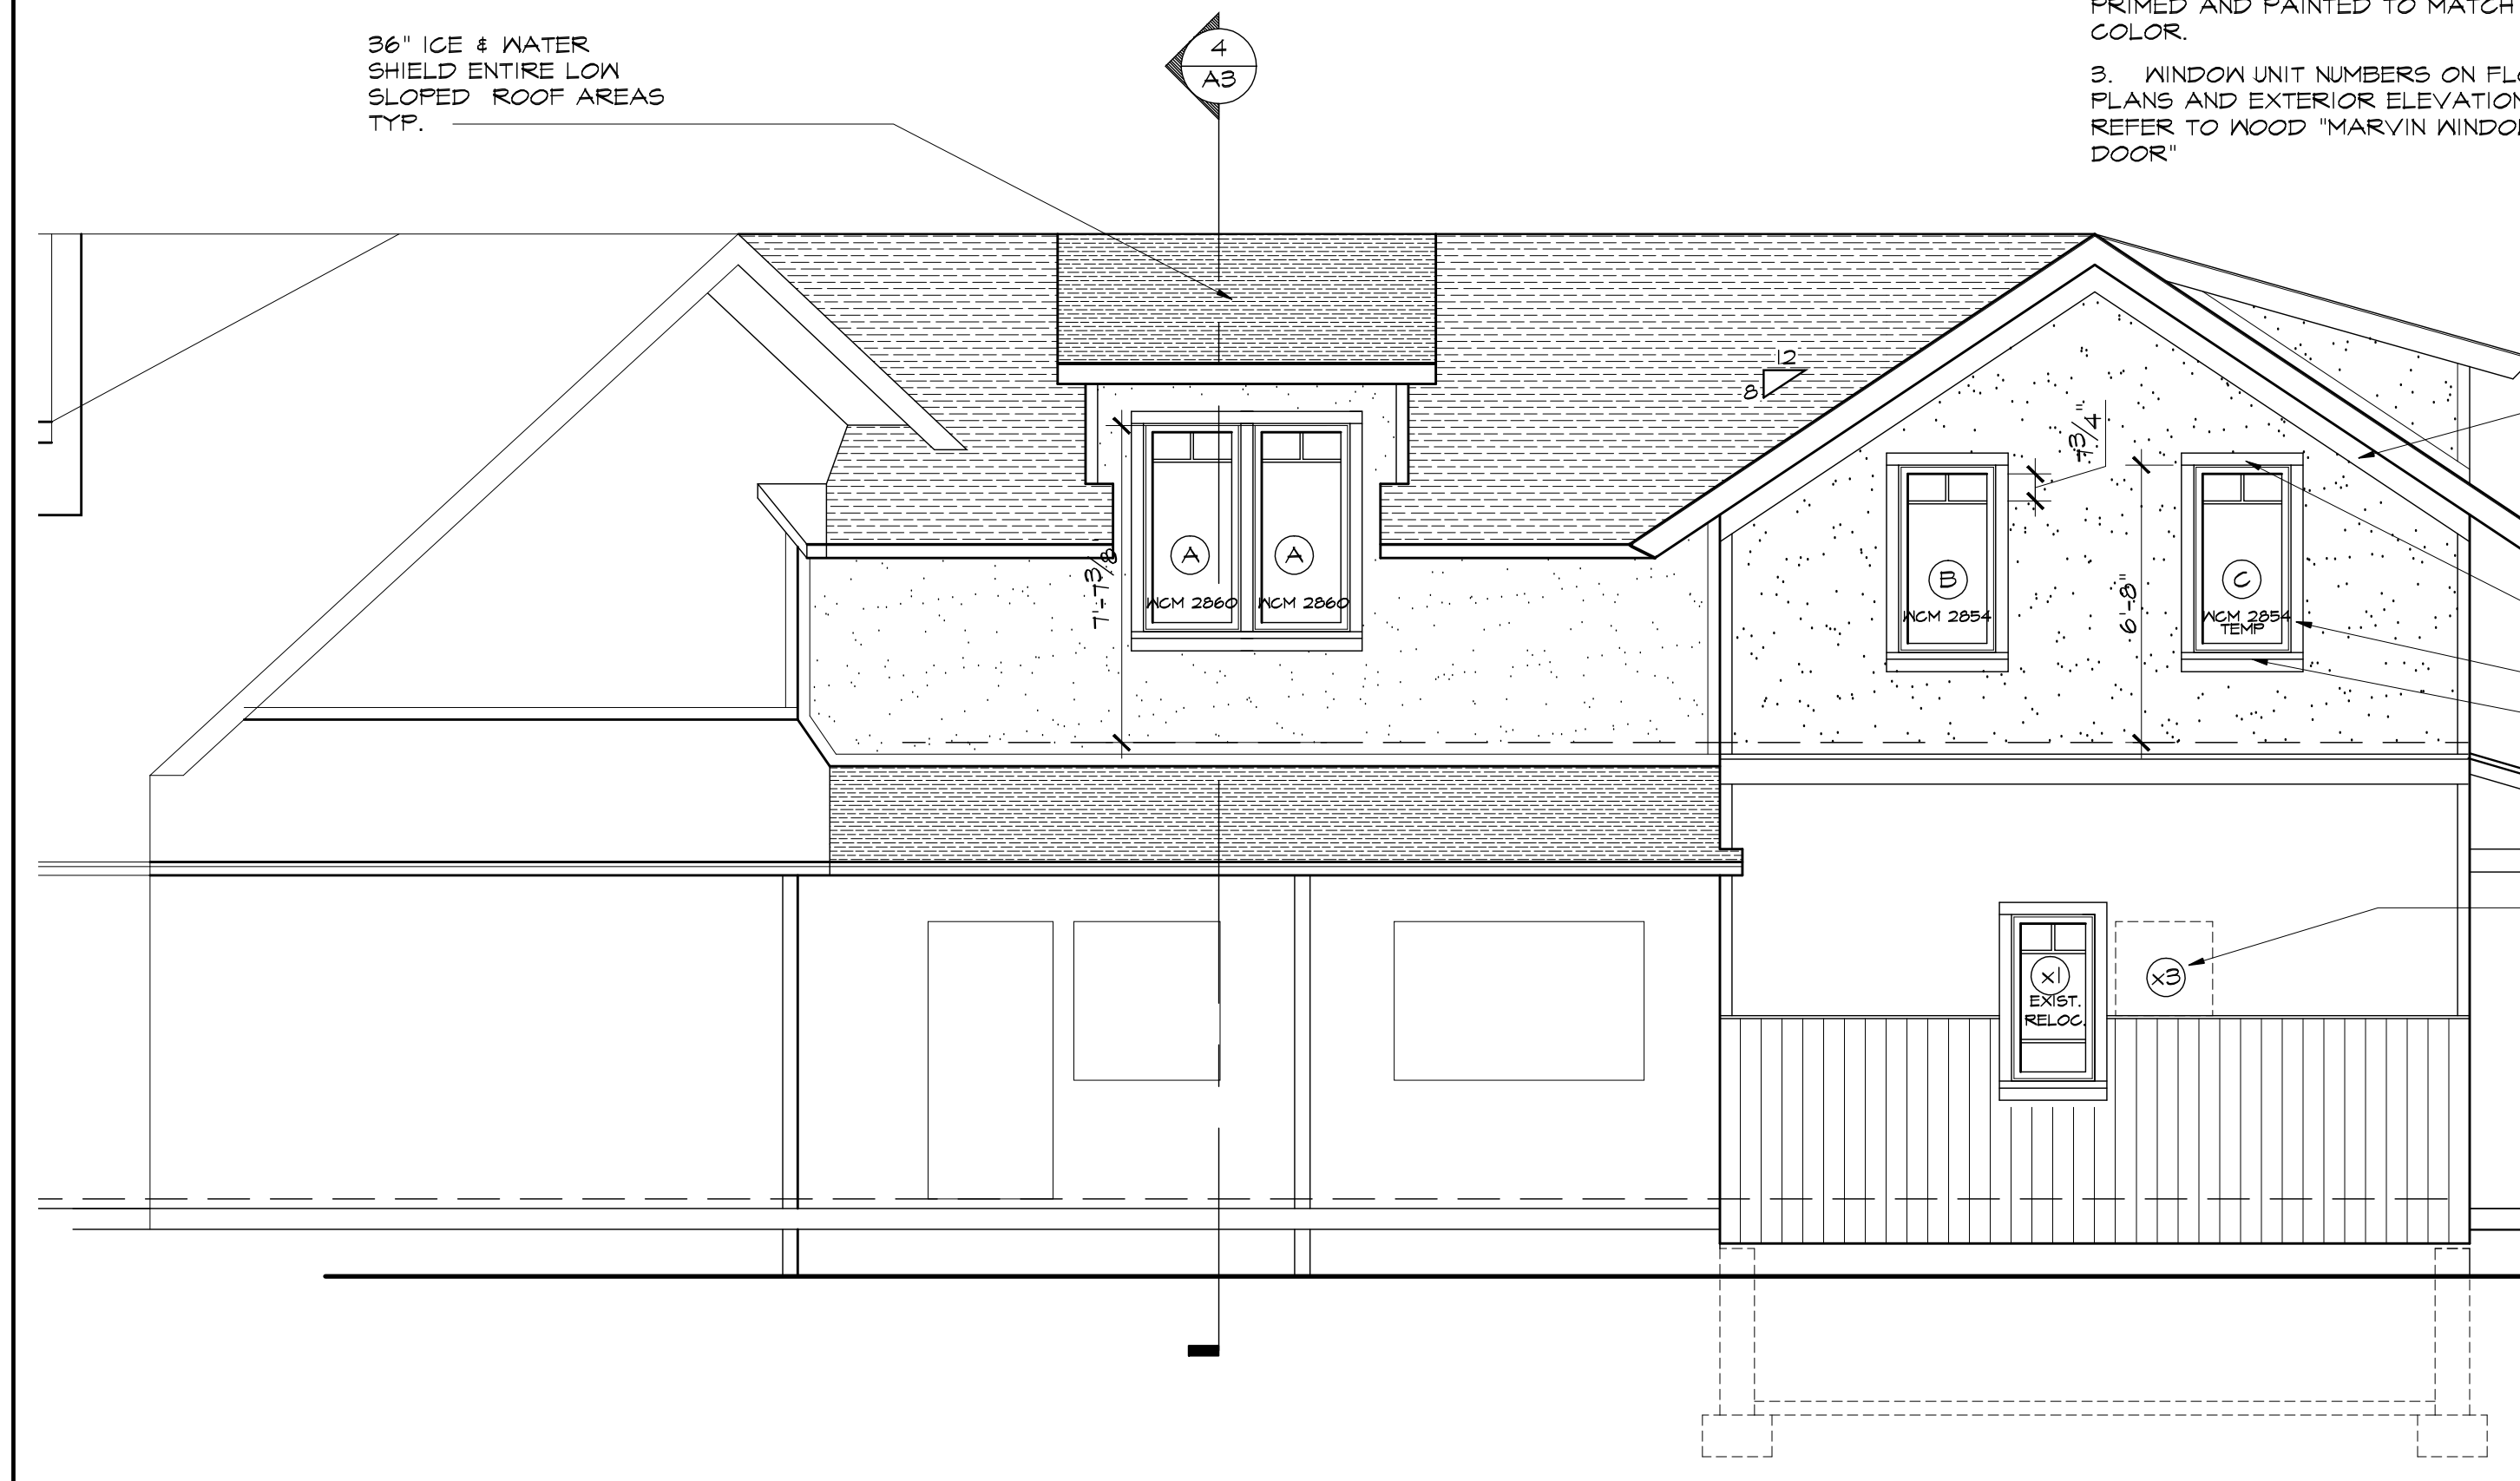 36" ICE & WATER
SHIELD ENTIRE LOW
SLOPED ROOF AREAS
TYP.
4
A3
PRIMED AND PAINTED TO MATCH
COLOR.
3. WINDOW UNIT NUMBERS ON FLO
PLANS AND EXTERIOR ELEVATION
REFER TO WOOD "MARVIN WINDO
DOOR"
12
8
7 3/4"
7'-7 3/8"
6'-8"
A
WCM 2860
A
WCM 2860
B
WCM 2854
C
WCM 2854
TEMP
X1
EXIST.
RELOC.
X3